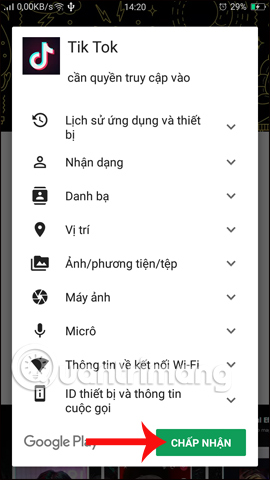 0,00K/s 14:20 29%
Tik Tok
cần quyền truy cập vào
Lịch sử ứng dụng và thiết
bị
Nhận dạng
Danh bạ
Vị trí
Ảnh/phương tiện/tệp
Máy ảnh
Micrô
Thông tin về kết nối Wi-Fi
Quantrimang
ID thiết bị và thông tin
cuộc gọi
Google Play CHẤP NHẬN